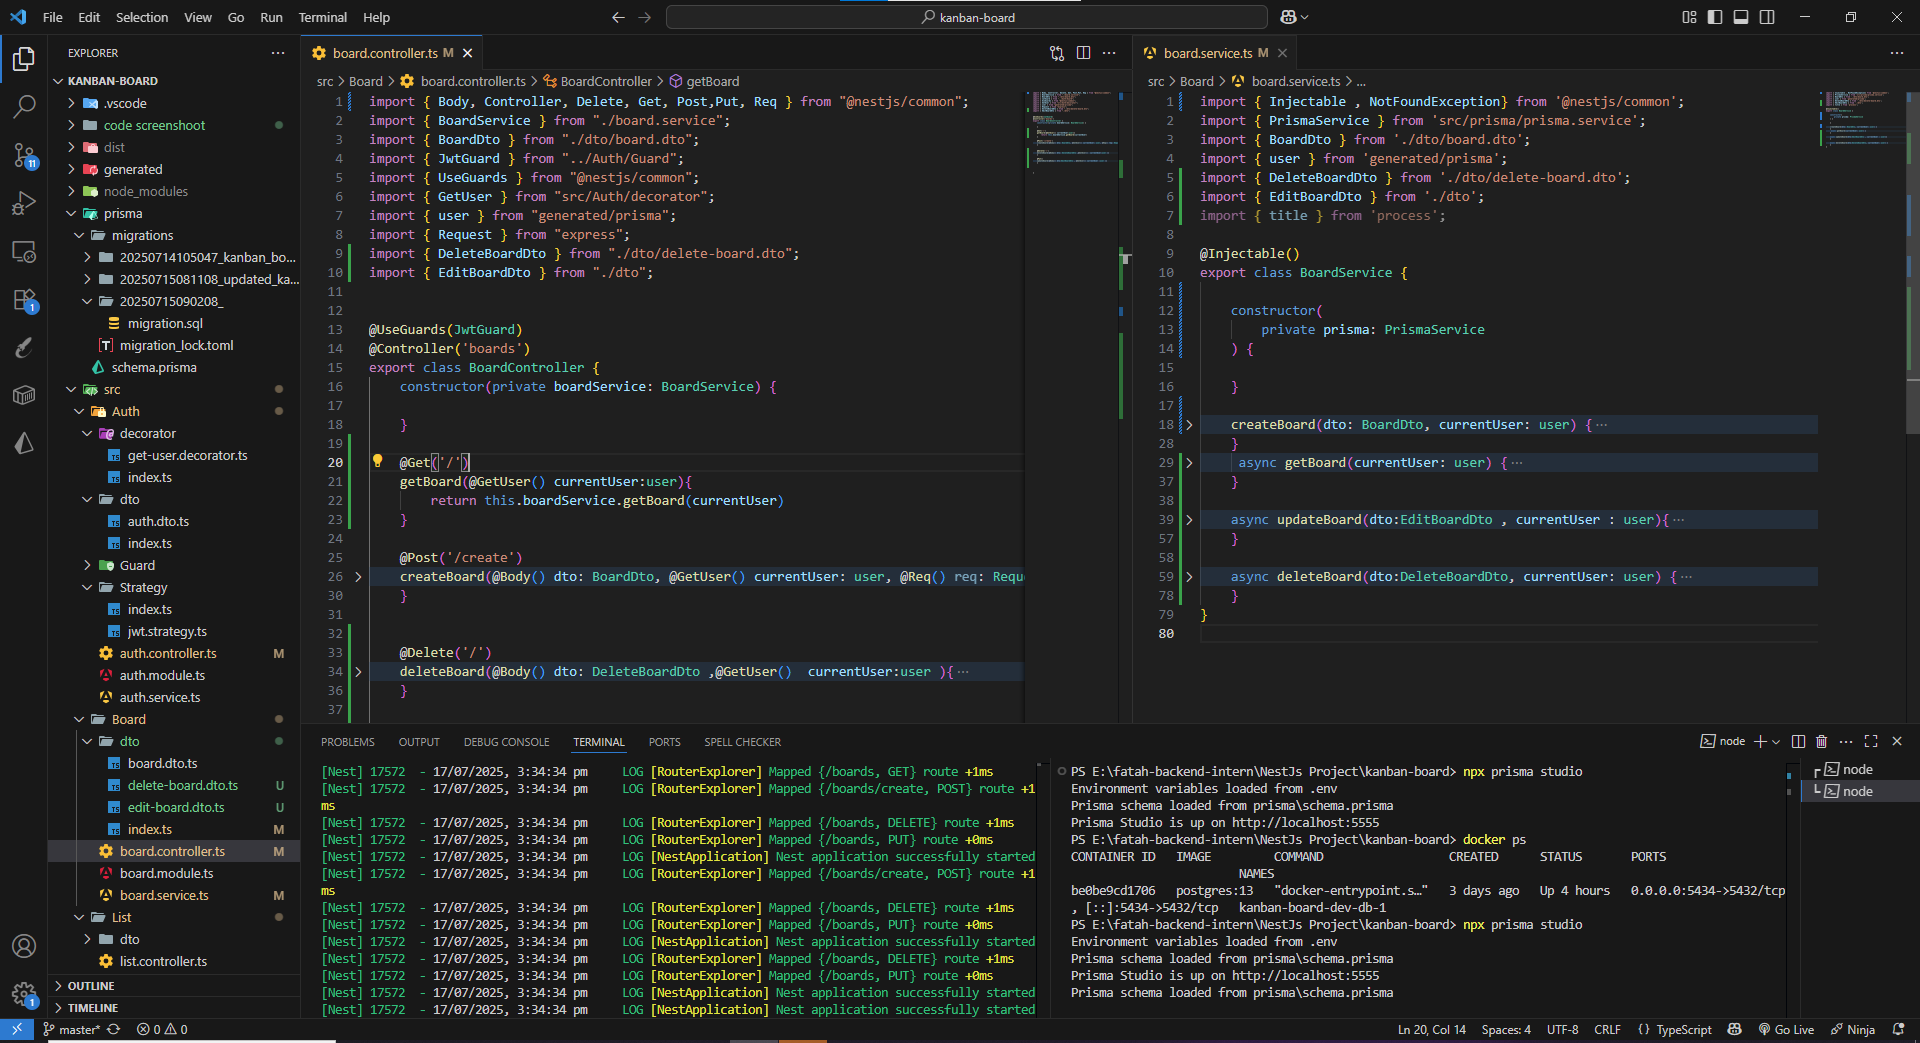 File Edit Selection View Go Run Terminal Help
kanban-board
EXPLORER
KANBAN-BOARD
.vscode
code screenshoot
dist
generated
node_modules
prisma
migrations
20250714105047_kanban_bo...
20250715081108_updated_ka...
20250715090208_
migration.sql
migration_lock.toml
schema.prisma
src
Auth
decorator
get-user.decorator.ts
index.ts
dto
auth.dto.ts
index.ts
Guard
Strategy
index.ts
jwt.strategy.ts
auth.controller.ts M
auth.module.ts
auth.service.ts
Board
dto
board.dto.ts
delete-board.dto.ts U
edit-board.dto.ts U
index.ts M
board.controller.ts M
board.module.ts
board.service.ts M
List
dto
list.controller.ts
OUTLINE
TIMELINE
11
1
1
board.controller.ts M
src > Board > board.controller.ts > BoardController > getBoard
1 import { Body, Controller, Delete, Get, Post,Put, Req } from "@nestjs/common";
2 import { BoardService } from "./board.service";
3 import { BoardDto } from "./dto/board.dto";
4 import { JwtGuard } from "../Auth/Guard";
5 import { UseGuards } from "@nestjs/common";
6 import { GetUser } from "src/Auth/decorator";
7 import { user } from "generated/prisma";
8 import { Request } from "express";
9 import { DeleteBoardDto } from "./dto/delete-board.dto";
10 import { EditBoardDto } from "./dto";
11
12
13 @UseGuards(JwtGuard)
14 @Controller('boards')
15 export class BoardController {
16 constructor(private boardService: BoardService) {
17
18 }
19
20 @Get('/')
21 getBoard(@GetUser() currentUser:user){
22 return this.boardService.getBoard(currentUser)
23 }
24
25 @Post('/create')
26 createBoard(@Body() dto: BoardDto, @GetUser() currentUser: user, @Req() req: Requ
30 }
31
32
33 @Delete('/')
34 deleteBoard(@Body() dto: DeleteBoardDto ,@GetUser() currentUser:user ){ ...
36 }
37
board.service.ts M
src > Board > board.service.ts > ...
1 import { Injectable , NotFoundException} from '@nestjs/common';
2 import { PrismaService } from 'src/prisma/prisma.service';
3 import { BoardDto } from './dto/board.dto';
4 import { user } from 'generated/prisma';
5 import { DeleteBoardDto } from './dto/delete-board.dto';
6 import { EditBoardDto } from './dto';
7 import { title } from 'process';
8
9 @Injectable()
10 export class BoardService {
11
12 constructor(
13 private prisma: PrismaService
14 ) {
15
16 }
17
18 createBoard(dto: BoardDto, currentUser: user) { ...
28 }
29 async getBoard(currentUser: user) { ...
37 }
38
39 async updateBoard(dto:EditBoardDto , currentUser : user){ ...
57 }
58
59 async deleteBoard(dto:DeleteBoardDto, currentUser: user) { ...
78 }
79 }
80
PROBLEMS OUTPUT DEBUG CONSOLE TERMINAL PORTS SPELL CHECKER
node
[Nest] 17572 - 17/07/2025, 3:34:34 pm LOG [RouterExplorer] Mapped {/boards, GET} route +1ms
[Nest] 17572 - 17/07/2025, 3:34:34 pm LOG [RouterExplorer] Mapped {/boards/create, POST} route +1
ms
[Nest] 17572 - 17/07/2025, 3:34:34 pm LOG [RouterExplorer] Mapped {/boards, DELETE} route +1ms
[Nest] 17572 - 17/07/2025, 3:34:34 pm LOG [RouterExplorer] Mapped {/boards, PUT} route +0ms
[Nest] 17572 - 17/07/2025, 3:34:34 pm LOG [NestApplication] Nest application successfully started
[Nest] 17572 - 17/07/2025, 3:34:34 pm LOG [RouterExplorer] Mapped {/boards/create, POST} route +1
ms
[Nest] 17572 - 17/07/2025, 3:34:34 pm LOG [RouterExplorer] Mapped {/boards, DELETE} route +1ms
[Nest] 17572 - 17/07/2025, 3:34:34 pm LOG [RouterExplorer] Mapped {/boards, PUT} route +0ms
[Nest] 17572 - 17/07/2025, 3:34:34 pm LOG [NestApplication] Nest application successfully started
[Nest] 17572 - 17/07/2025, 3:34:34 pm LOG [RouterExplorer] Mapped {/boards, DELETE} route +1ms
[Nest] 17572 - 17/07/2025, 3:34:34 pm LOG [RouterExplorer] Mapped {/boards, PUT} route +0ms
[Nest] 17572 - 17/07/2025, 3:34:34 pm LOG [NestApplication] Nest application successfully started
[Nest] 17572 - 17/07/2025, 3:34:34 pm LOG [NestApplication] Nest application successfully started
PS E:\fatah-backend-intern\NestJs Project\kanban-board> npx prisma studio
Environment variables loaded from .env
Prisma schema loaded from prisma\schema.prisma
Prisma Studio is up on http://localhost:5555
PS E:\fatah-backend-intern\NestJs Project\kanban-board> docker ps
CONTAINER ID IMAGE COMMAND CREATED STATUS PORTS
NAMES
be0be9cd1706 postgres:13 "docker-entrypoint.s…" 3 days ago Up 4 hours 0.0.0.0:5434->5432/tcp
, [::]:5434->5432/tcp kanban-board-dev-db-1
PS E:\fatah-backend-intern\NestJs Project\kanban-board> npx prisma studio
Environment variables loaded from .env
Prisma schema loaded from prisma\schema.prisma
Prisma Studio is up on http://localhost:5555
Prisma schema loaded from prisma\schema.prisma
node
node
master* 0 0
Ln 20, Col 14 Spaces: 4 UTF-8 CRLF {} TypeScript Go Live Ninja